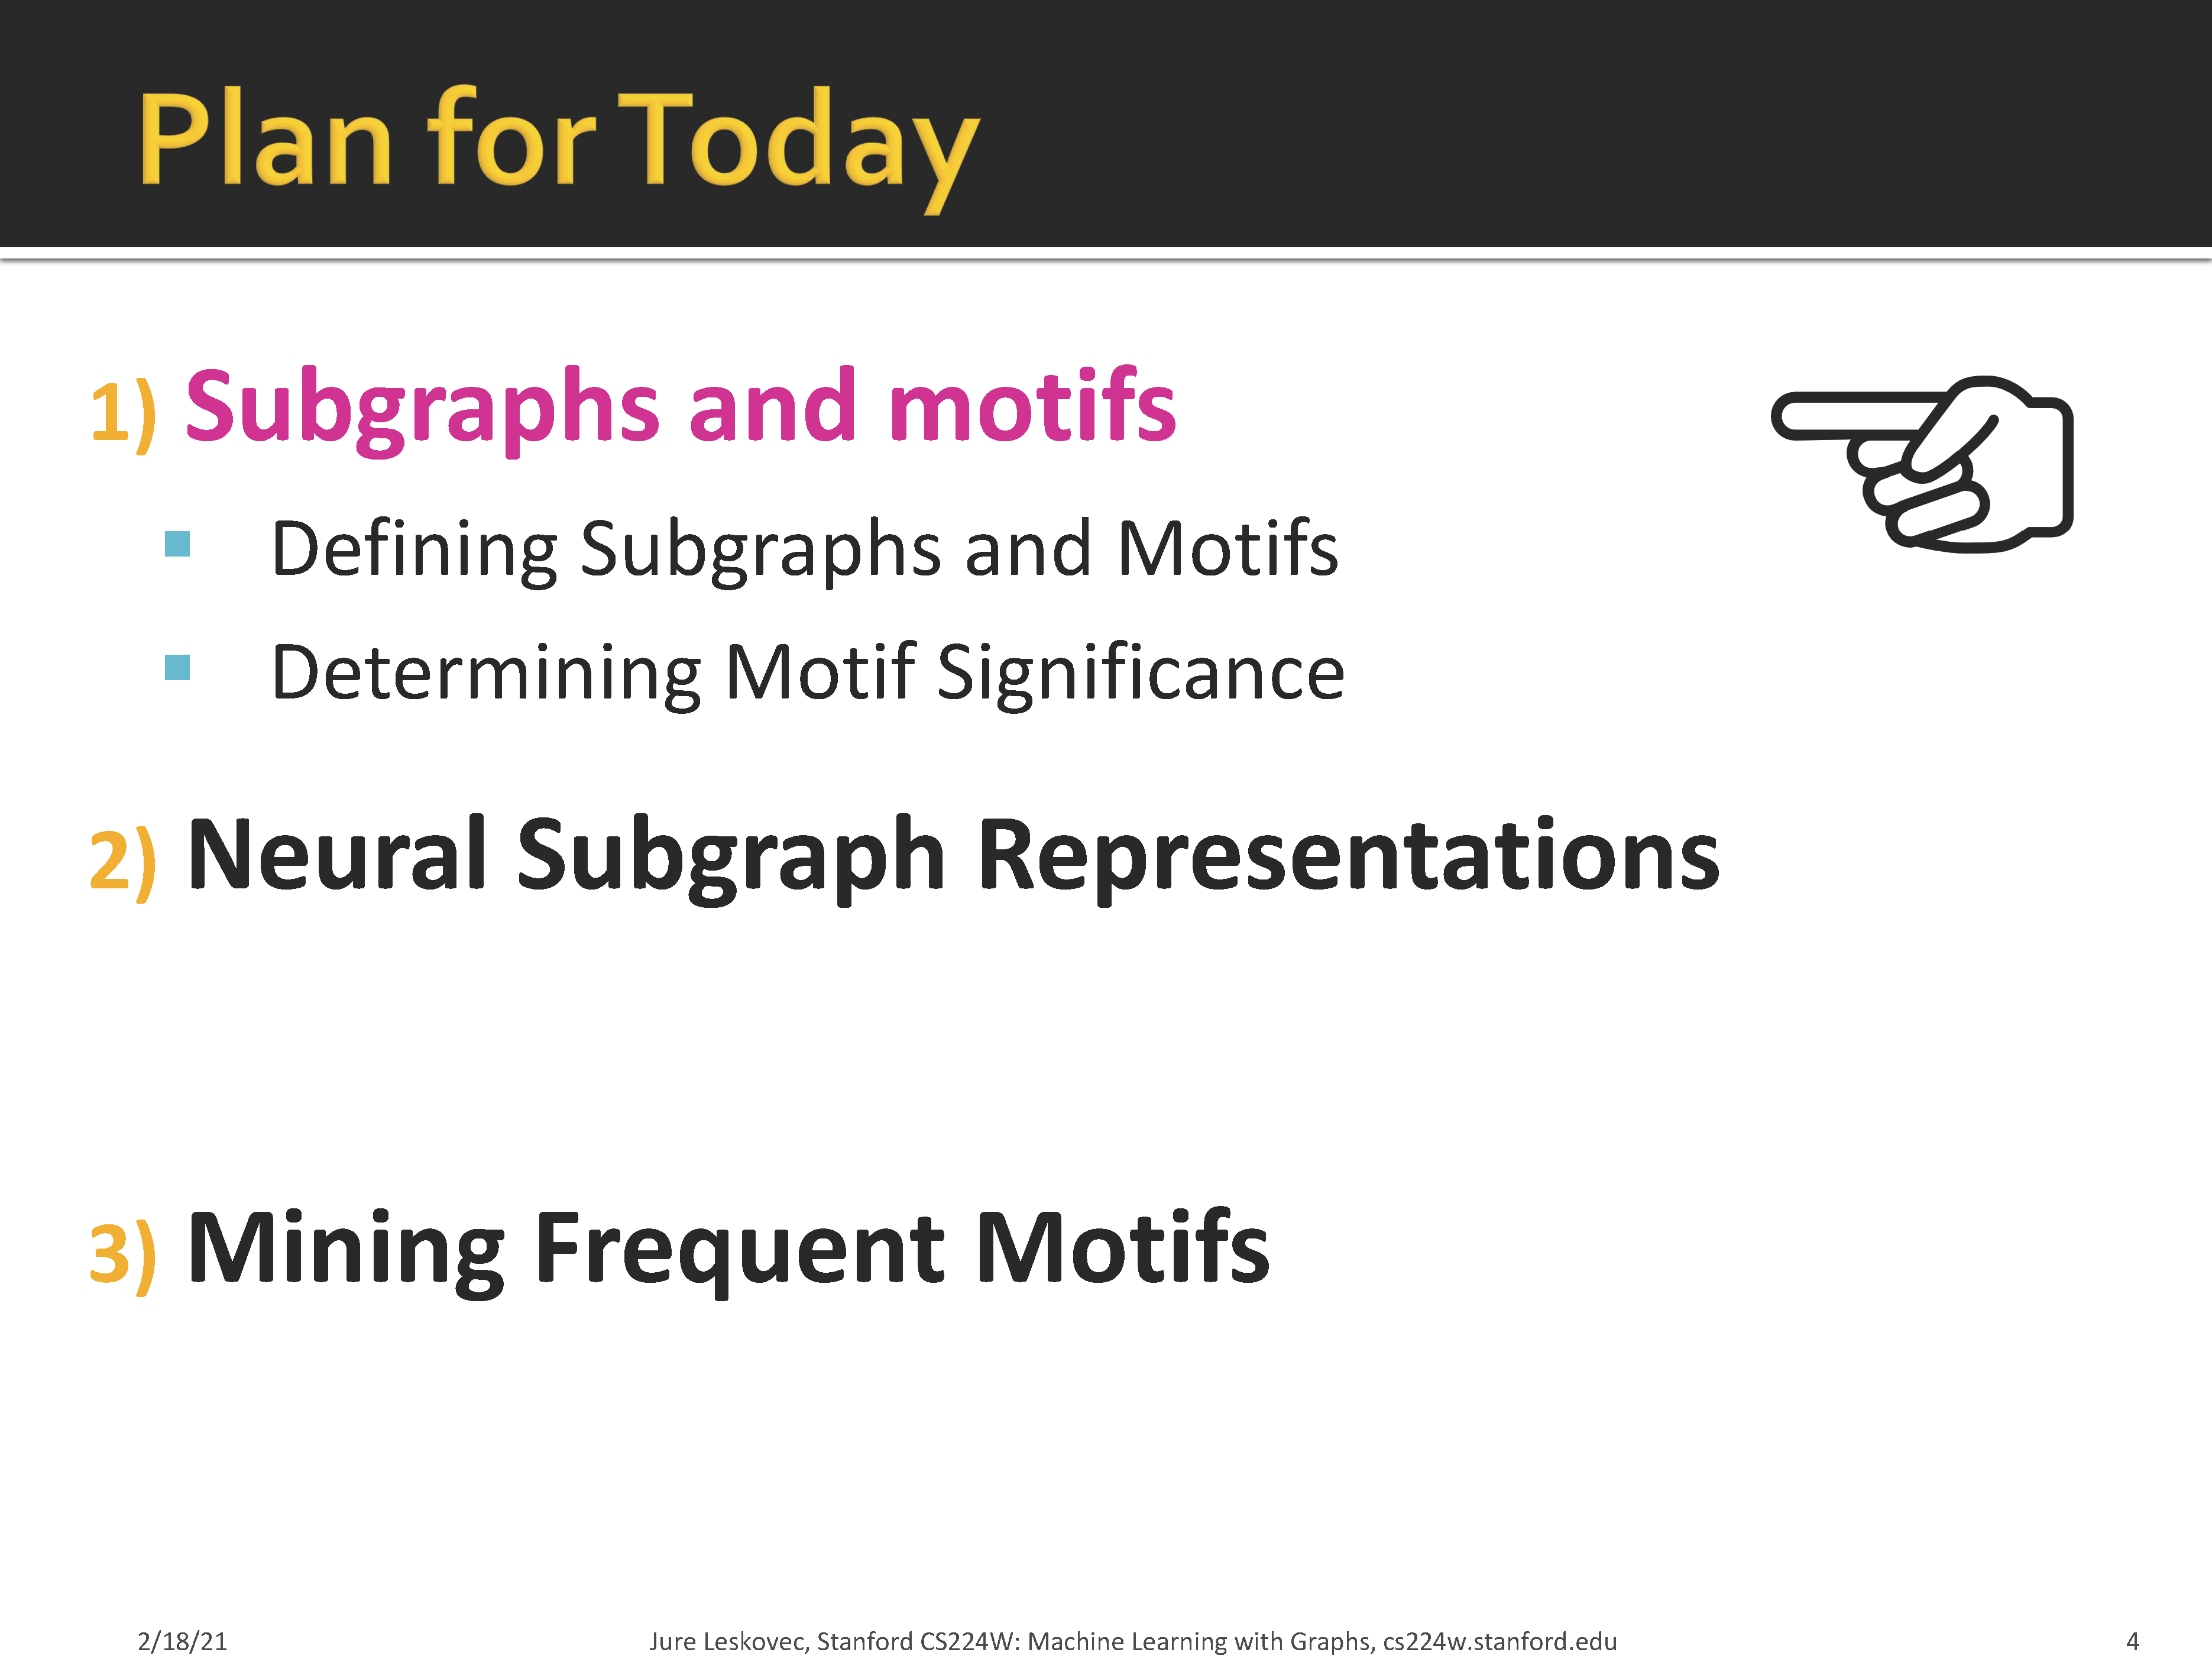 Plan for Today
1) Subgraphs and motifs
▪ Defining Subgraphs and Motifs
▪ Determining Motif Significance
2) Neural Subgraph Representations
3) Mining Frequent Motifs
2/18/21
Jure Leskovec, Stanford CS224W: Machine Learning with Graphs, cs224w.stanford.edu
4